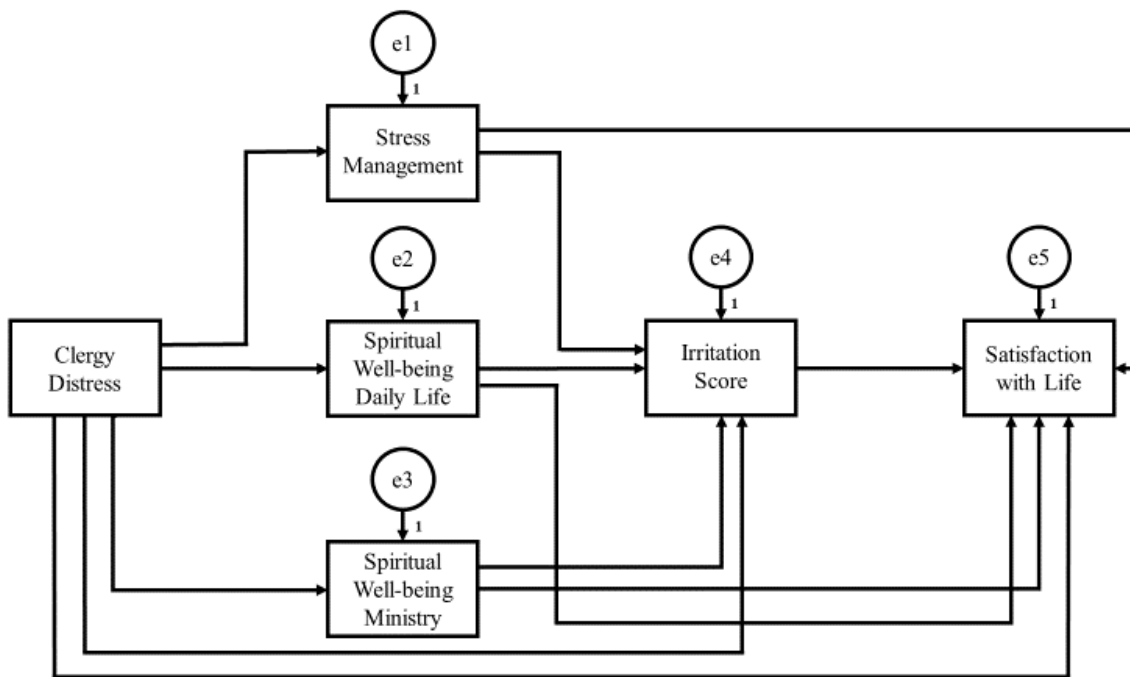 e1
1
Stress
Management
e2
1
e4
1
e5
1
Clergy
Distress
Spiritual
Well-being
Daily Life
Irritation
Score
Satisfaction
with Life
e3
1
Spiritual
Well-being
Ministry